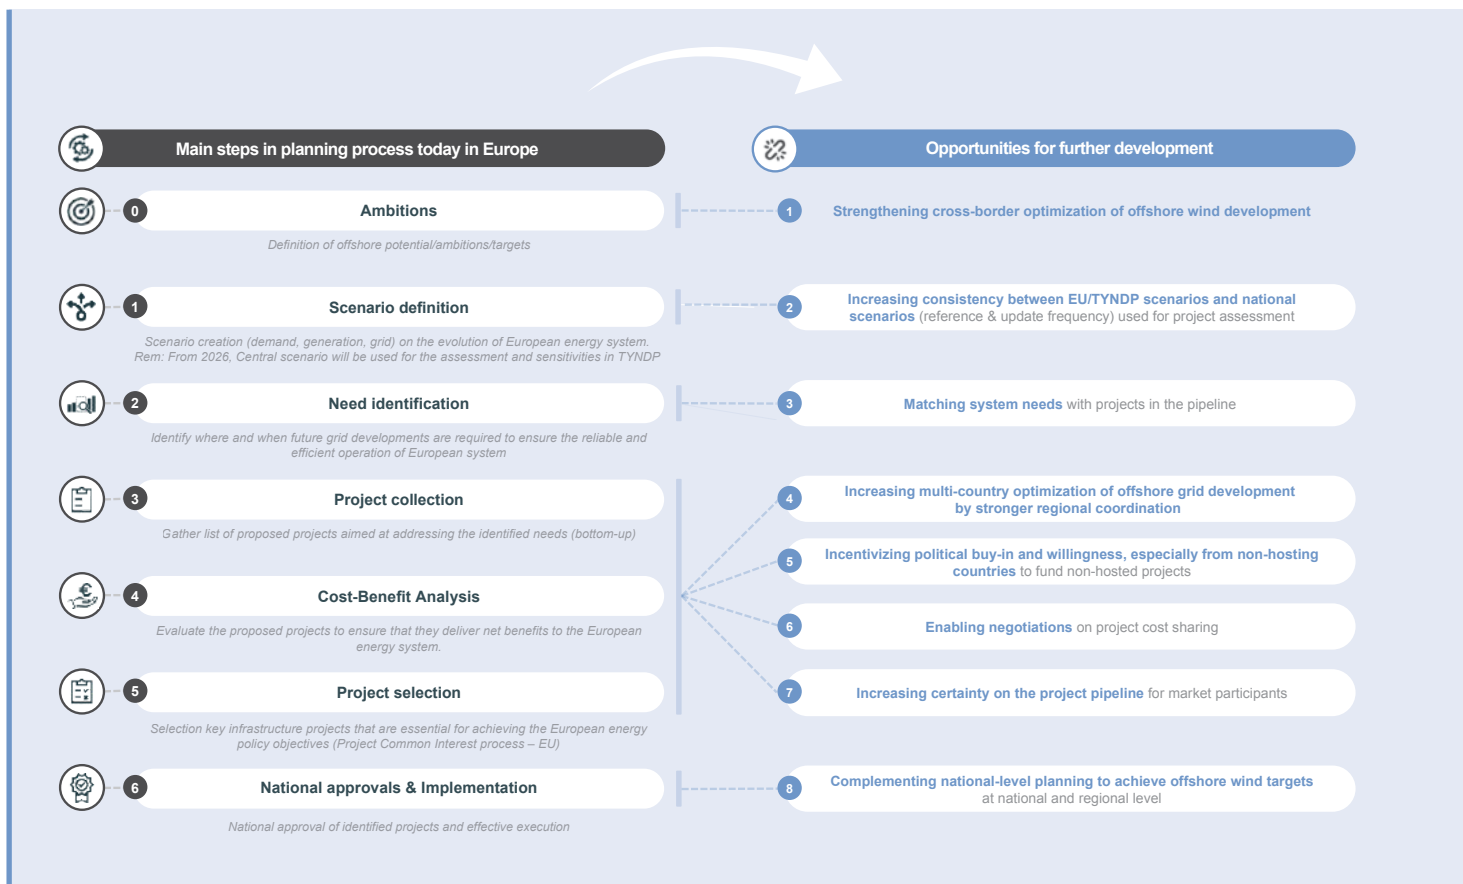 Main steps in planning process today in Europe
Opportunities for further development
0
Ambitions
Definition of offshore potential/ambitions/targets
1
Strengthening cross-border optimization of offshore wind development
1
Scenario definition
Scenario creation (demand, generation, grid) on the evolution of European energy system.
Rem: From 2026, Central scenario will be used for the assessment and sensitivities in TYNDP
2
Increasing consistency between EU/TYNDP scenarios and national
scenarios (reference & update frequency) used for project assessment
2
Need identification
Identify where and when future grid developments are required to ensure the reliable and
efficient operation of European system
3
Matching system needs with projects in the pipeline
3
Project collection
Gather list of proposed projects aimed at addressing the identified needs (bottom-up)
4
Cost-Benefit Analysis
Evaluate the proposed projects to ensure that they deliver net benefits to the European
energy system.
5
Project selection
Selection key infrastructure projects that are essential for achieving the European energy
policy objectives (Project Common Interest process – EU)
4
Increasing multi-country optimization of offshore grid development
by stronger regional coordination
5
Incentivizing political buy-in and willingness, especially from non-hosting
countries to fund non-hosted projects
6
Enabling negotiations on project cost sharing
7
Increasing certainty on the project pipeline for market participants
6
National approvals & Implementation
National approval of identified projects and effective execution
8
Complementing national-level planning to achieve offshore wind targets
at national and regional level